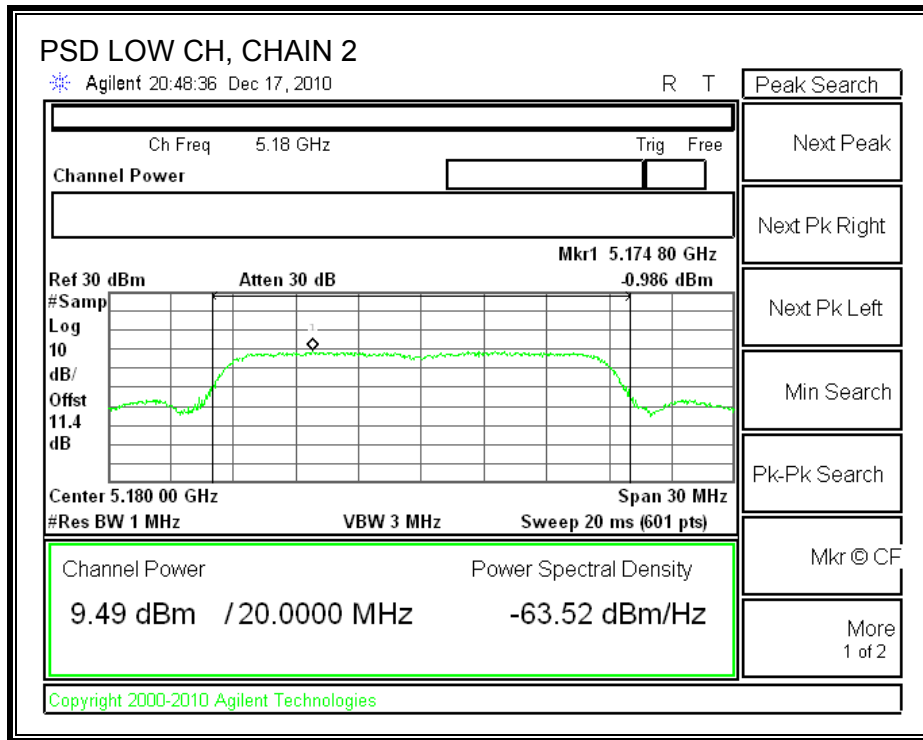 PSD LOW CH, CHAIN 2
Agilent 20:48:36 Dec 17, 2010 R T
Peak Search
Ch Freq 5.18 GHz Trig Free
Channel Power
Next Peak
Next Pk Right
Mkr1 5.174 80 GHz
Ref 30 dBm Atten 30 dB -0.986 dBm
#Samp
Log
10
dB/
Offst
11.4
dB
1
Next Pk Left
Min Search
Pk-Pk Search
Center 5.180 00 GHz Span 30 MHz
#Res BW 1 MHz VBW 3 MHz Sweep 20 ms (601 pts)
Channel Power Power Spectral Density
9.49 dBm / 20.0000 MHz -63.52 dBm/Hz
Mkr © CF
More
1 of 2
Copyright 2000-2010 Agilent Technologies